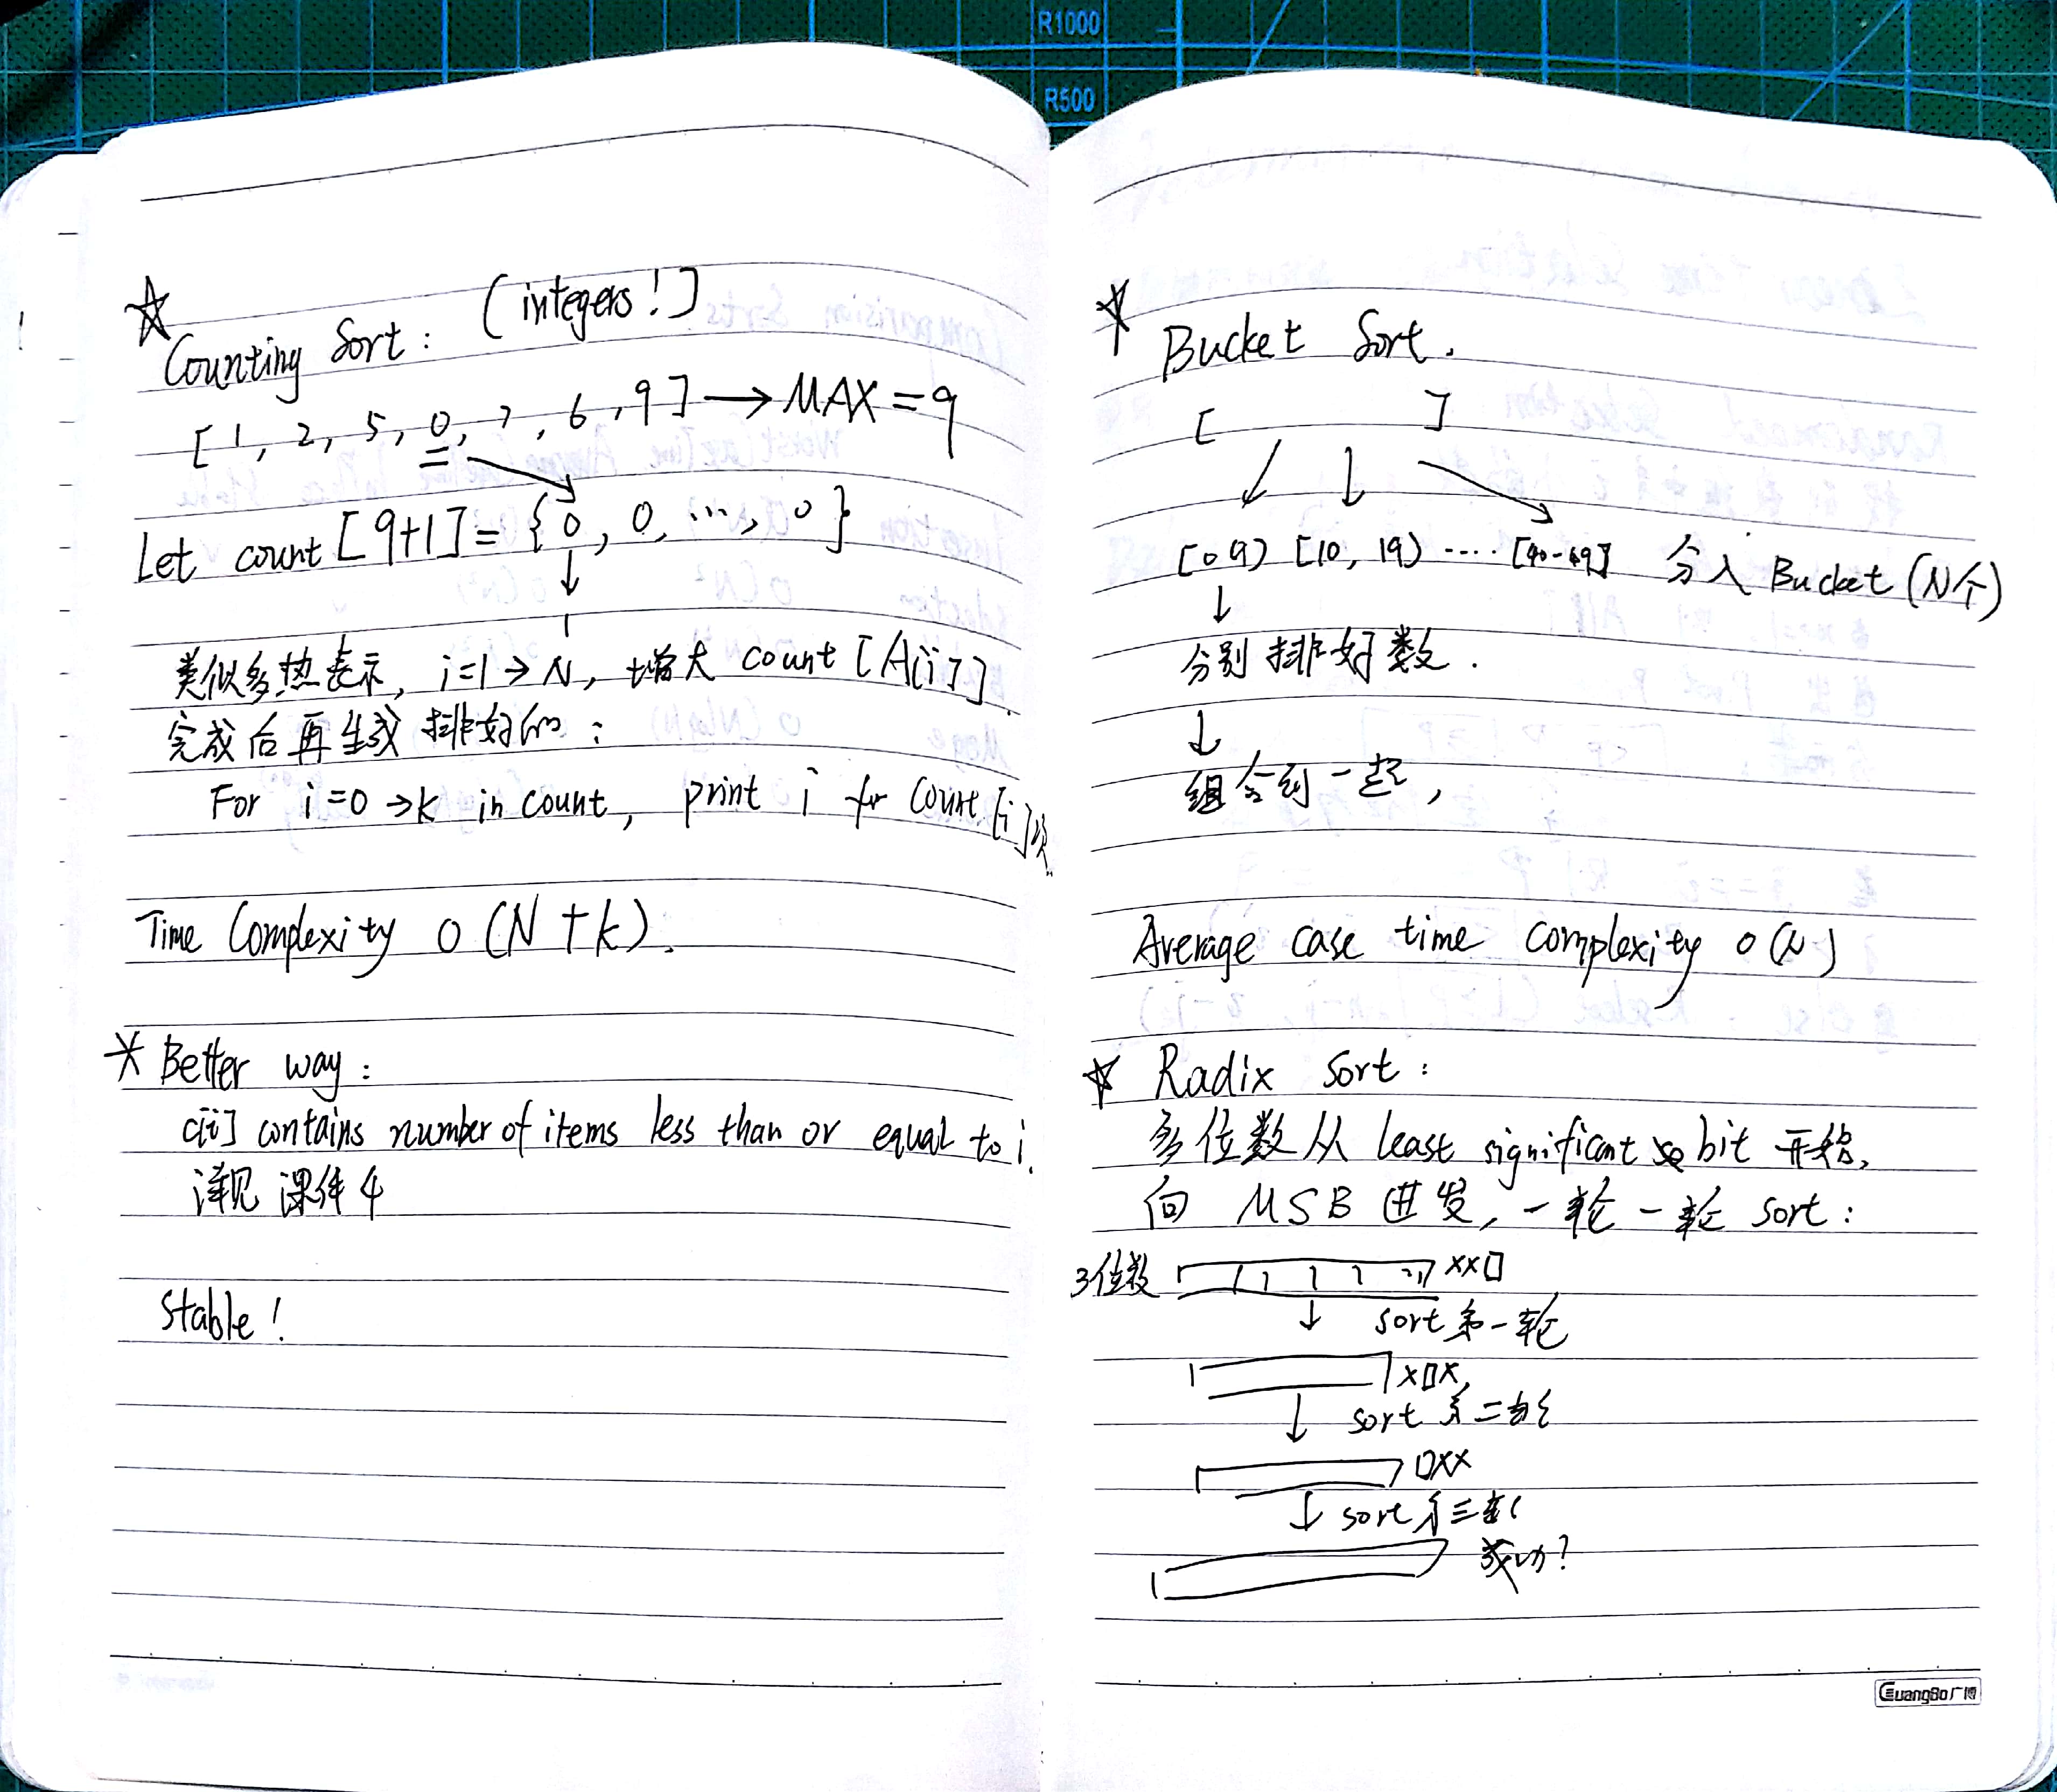 R1000
R500
☆
Counting Sort: (integers!)
[1, 2, 5, 0, 7, 6, 9] → MAX = 9
Let count [9+1] = {0, 0, ..., 0}
↓
1
类似多热表示, i=1→N, 增大 count [A[i]].
完成后再生成排好的:
For i=0→k in count, print i for count[i]次
Time Complexity O(N+k).
* Better way:
c[i] contains number of items less than or equal to i.
详见课件4
Stable!
☆
Bucket Sort.
[ ]
[0 9) [10, 19) .... [40-49] 分入 Bucket (N个)
↓
分别排好数.
↓
组合到一起,
Average case time complexity O(N)
☆ Radix Sort:
多位数从 least significant bit 开始,
向 MSB 进发, 一轮一轮 sort:
3位数 xx□
↓ sort 第一轮
x□x,
↓ sort 第二轮
□xx
↓ sort 第三轮
成功?
GuangBo广博